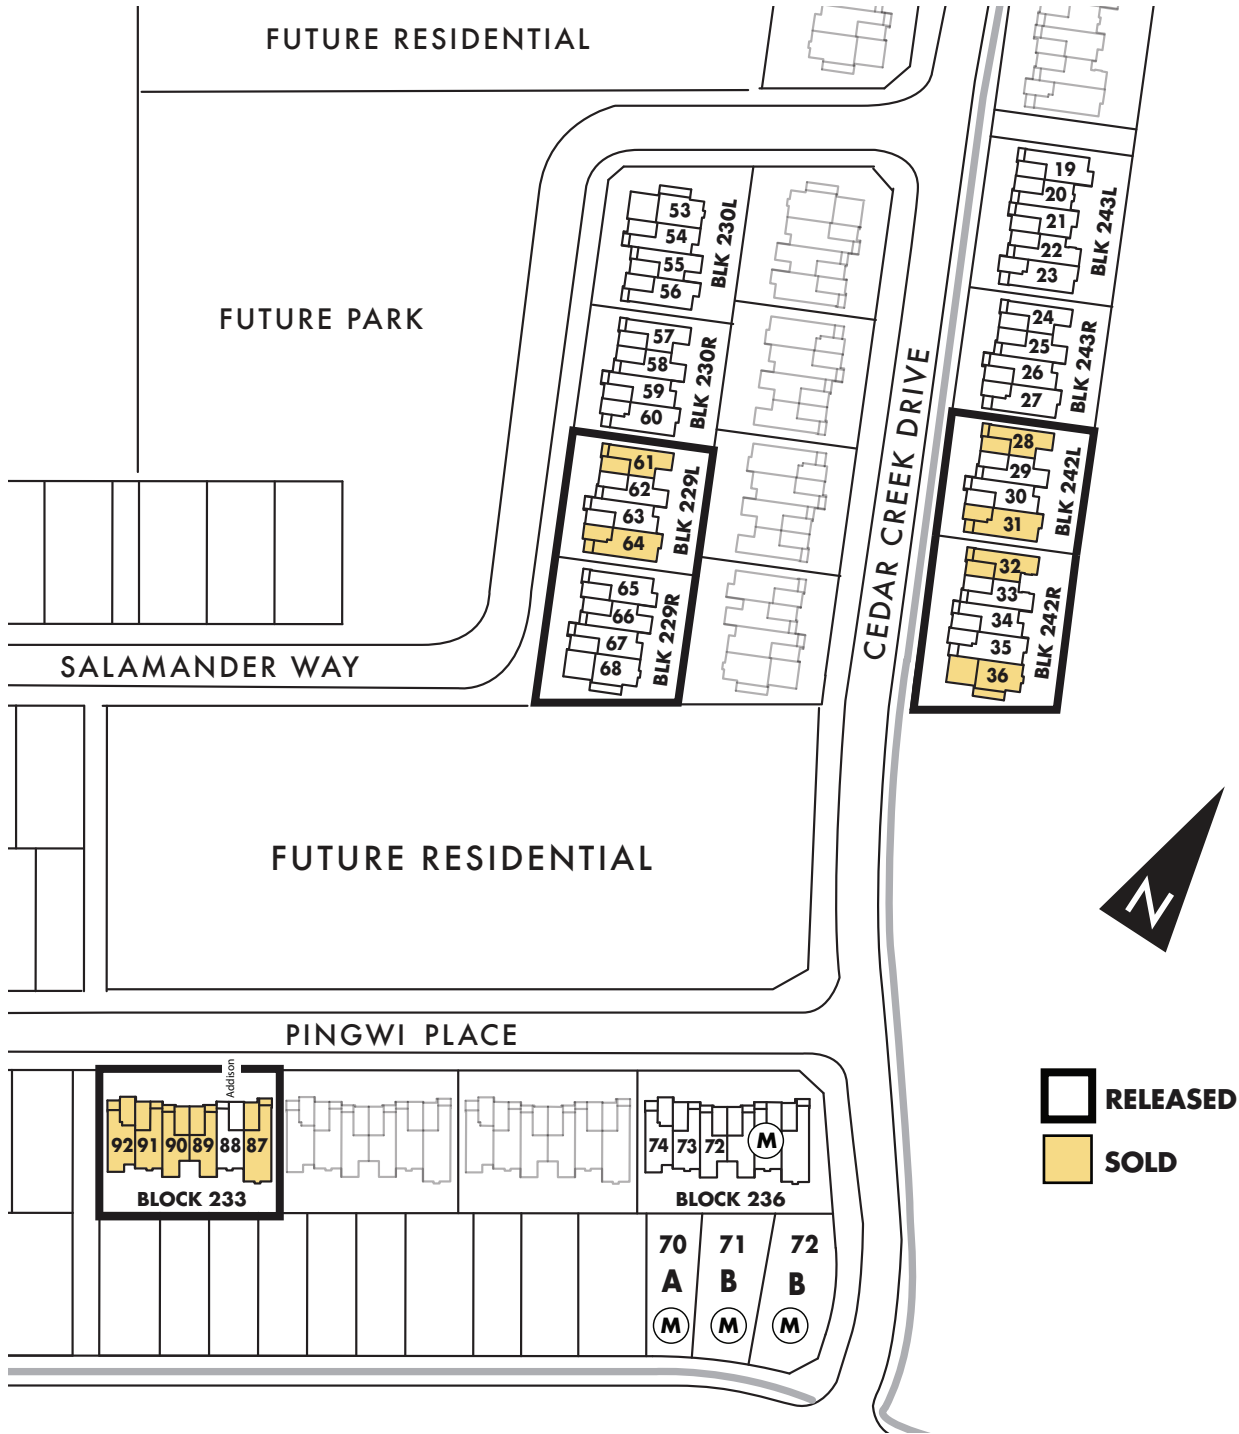 FUTURE RESIDENTIAL
19
20
21
22
23
BLK 243L
53
54
55
56
BLK 230L
FUTURE PARK
24
25
26
27
BLK 243R
57
58
59
60
BLK 230R
CEDAR CREEK DRIVE
28
29
30
31
BLK 242L
61
62
63
64
BLK 229L
32
33
34
35
36
BLK 242R
65
66
67
68
BLK 229R
SALAMANDER WAY
FUTURE RESIDENTIAL
N
PINGWI PLACE
Addison
92 91 90 89 88 87
BLOCK 233
74 73 72 M
BLOCK 236
RELEASED
SOLD
70 71 72
A B B
M M M